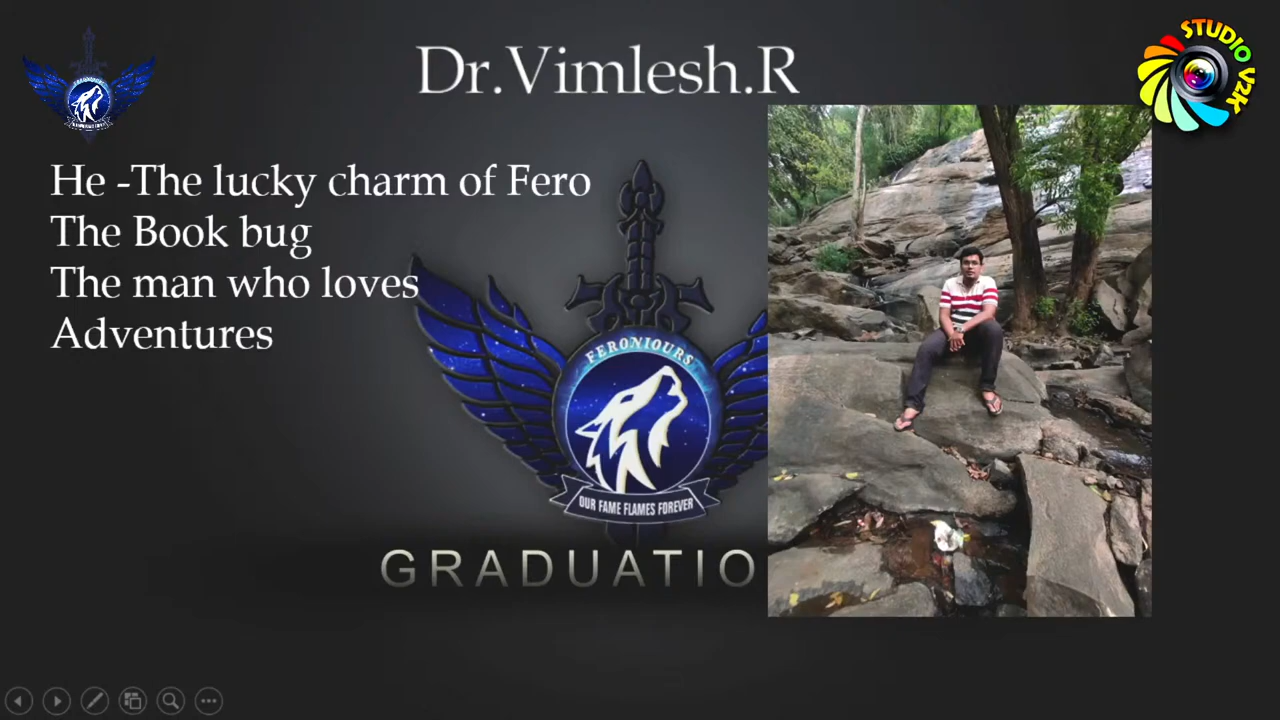 Dr.Vimlesh.R
STUDIO V2K
He -The lucky charm of Fero
The Book bug
The man who loves
Adventures
FERONIOURS
OUR FAME FLAMES FOREVER
GRADUATIO